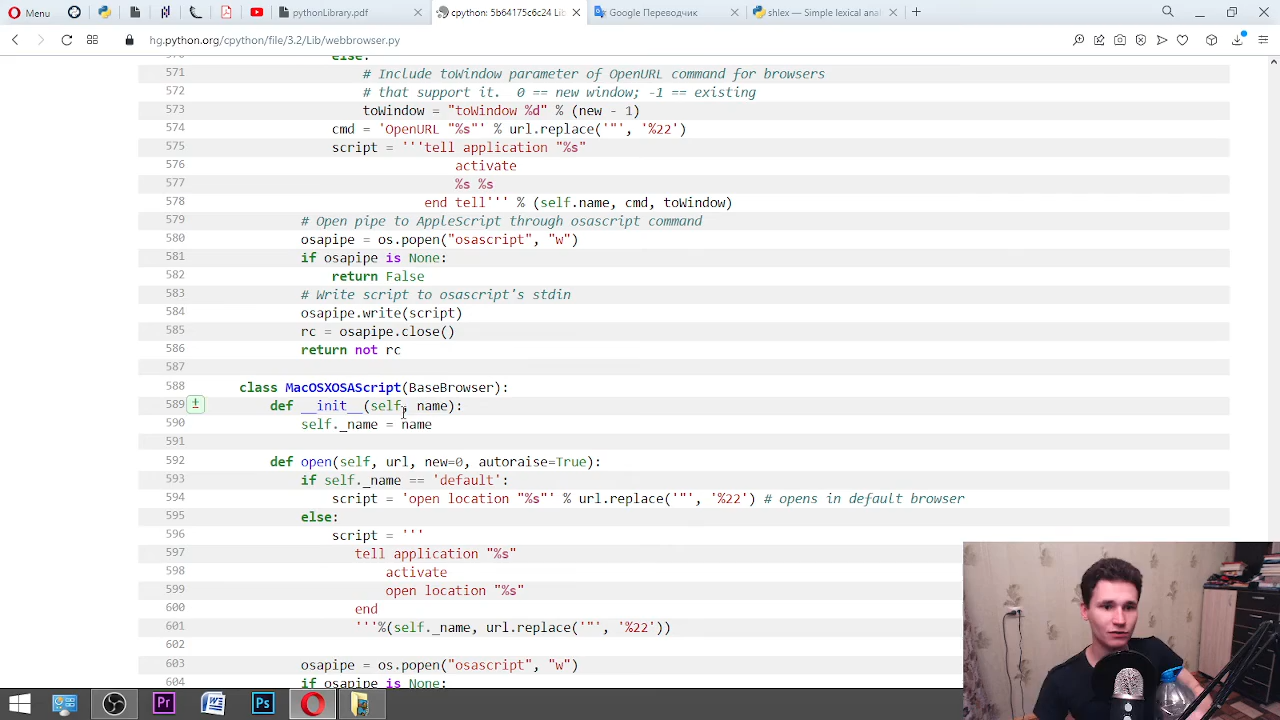 Menu
pythonLibrary.pdf
cpython: 5b64175c6c24 Lib
Google Переводчик
shlex — Simple lexical anal
hg.python.org/cpython/file/3.2/Lib/webbrowser.py
570 else:
571 # Include toWindow parameter of OpenURL command for browsers
572 # that support it.  0 == new window; -1 == existing
573 toWindow = "toWindow %d" % (new - 1)
574 cmd = 'OpenURL "%s"' % url.replace('"', '%22')
575 script = '''tell application "%s"
576 activate
577 %s %s
578 end tell''' % (self.name, cmd, toWindow)
579 # Open pipe to AppleScript through osascript command
580 osapipe = os.popen("osascript", "w")
581 if osapipe is None:
582 return False
583 # Write script to osascript's stdin
584 osapipe.write(script)
585 rc = osapipe.close()
586 return not rc
587
588 class MacOSXOSAScript(BaseBrowser):
589 ± def __init__(self, name):
590 self._name = name
591
592 def open(self, url, new=0, autoraise=True):
593 if self._name == 'default':
594 script = 'open location "%s"' % url.replace('"', '%22') # opens in default browser
595 else:
596 script = '''
597 tell application "%s"
598 activate
599 open location "%s"
600 end
601 '''%(self._name, url.replace('"', '%22'))
602
603 osapipe = os.popen("osascript", "w")
604 if osapipe is None:
Pr
W
Ps